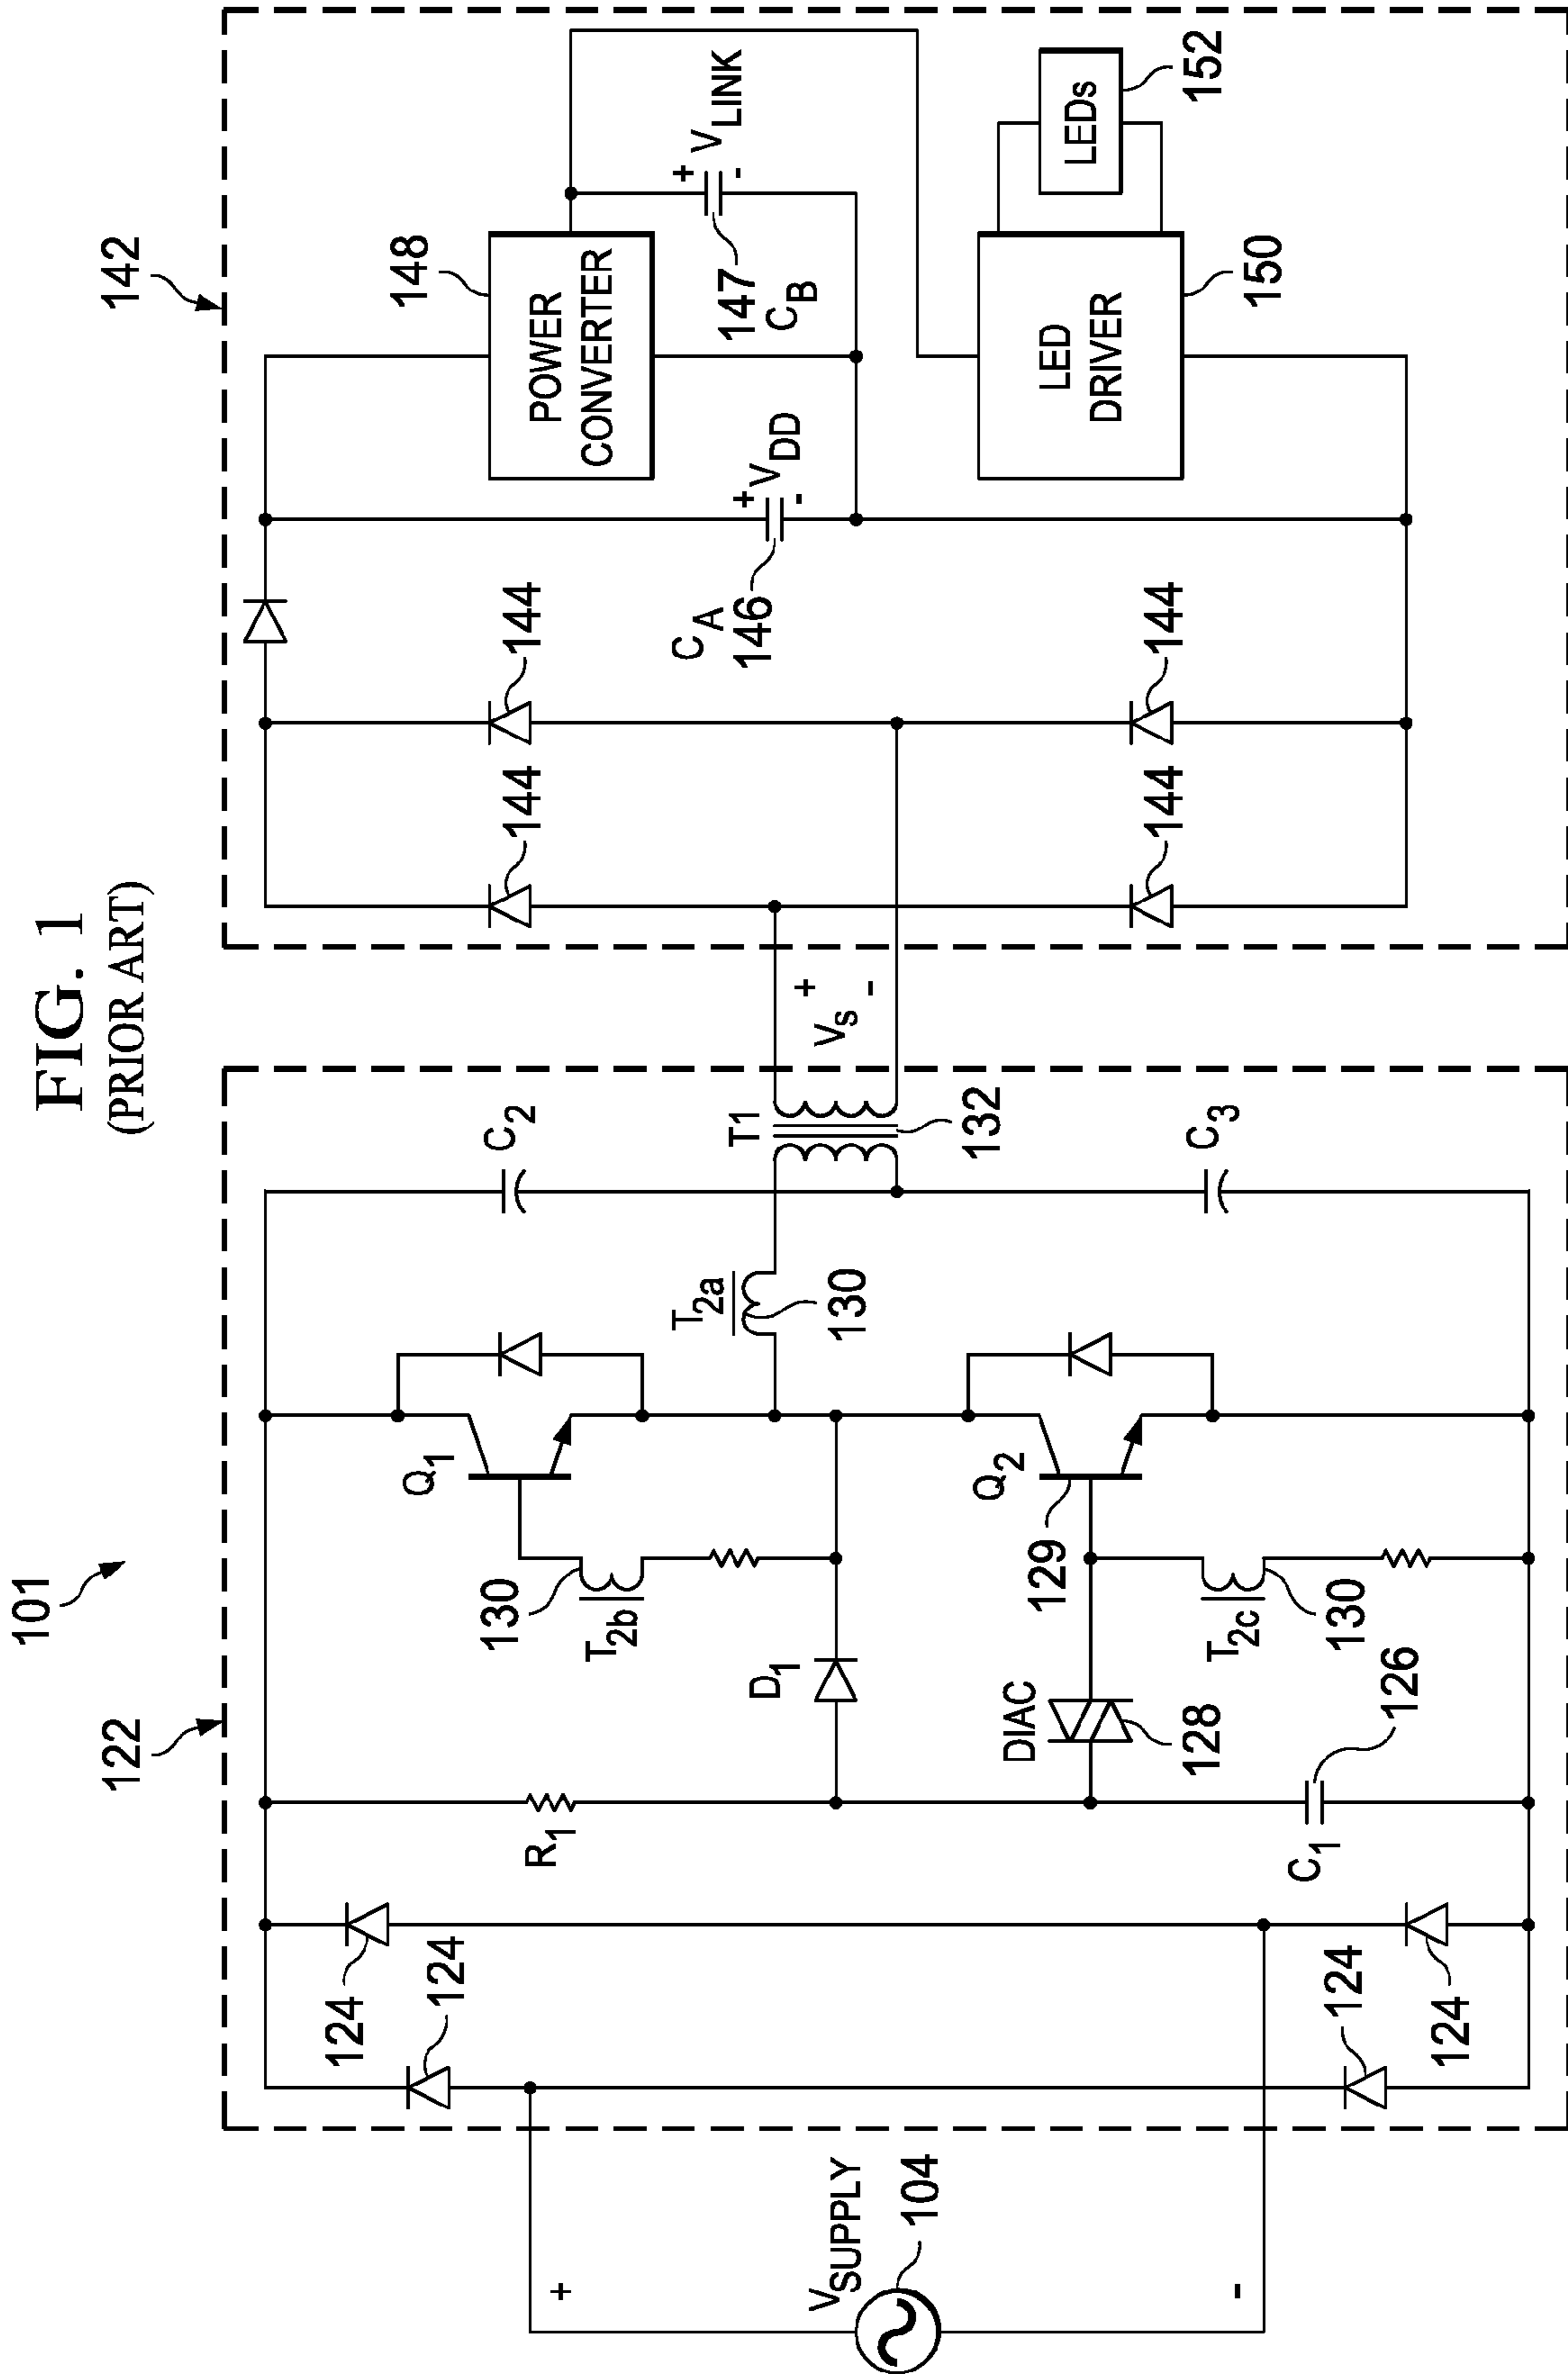 FIG. 1
(PRIOR ART)
101
122
142
124
124
124
124
VSUPPLY
104
+
-
R1
C1
126
D1
DIAC
128
130
T2b
T2c
130
Q1
Q2
129
T2a
130
C2
C3
T1
132
Vs
+
-
144
144
144
144
CA
146
+
VDD
-
POWER
CONVERTER
148
147
CB
+
VLINK
-
LED
DRIVER
150
LEDs
152